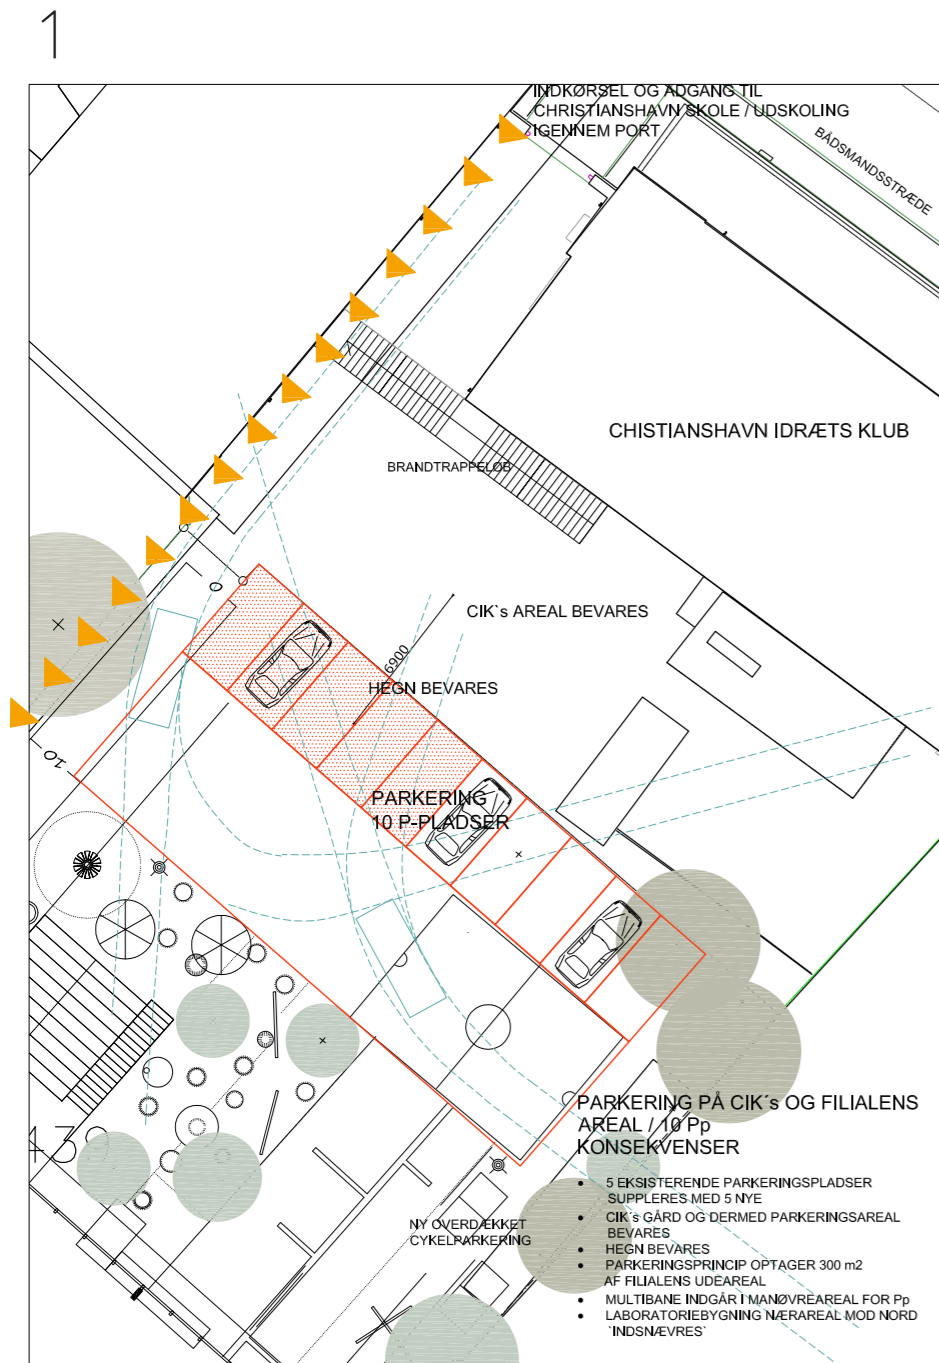 1
INDKØRSEL OG ADGANG TIL
CHRISTIANSHAVN SKOLE / UDSKOLING
IGENNEM PORT
BÅDSMANDSSTRÆDE
CHISTIANSHAVN IDRÆTS KLUB
BRANDTRAPPELØB
CIK`s AREAL BEVARES
6900
HEGN BEVARES
PARKERING
10 P-PLADSER
PARKERING PÅ CIK´s OG FILIALENS
AREAL / 10 Pp
KONSEKVENSER
• 5 EKSISTERENDE PARKERINGSPLADSER
SUPPLERES MED 5 NYE
• CIK´s GÅRD OG DERMED PARKERINGSAREAL
BEVARES
• HEGN BEVARES
• PARKERINGSPRINCIP OPTAGER 300 m2
AF FILIALENS UDEAREAL
• MULTIBANE INDGÅR I MANØVREAREAL FOR Pp
• LABORATORIEBYGNING NÆRAREAL MOD NORD
`INDSNÆVRES´
NY OVERDÆKKET
CYKELPARKERING